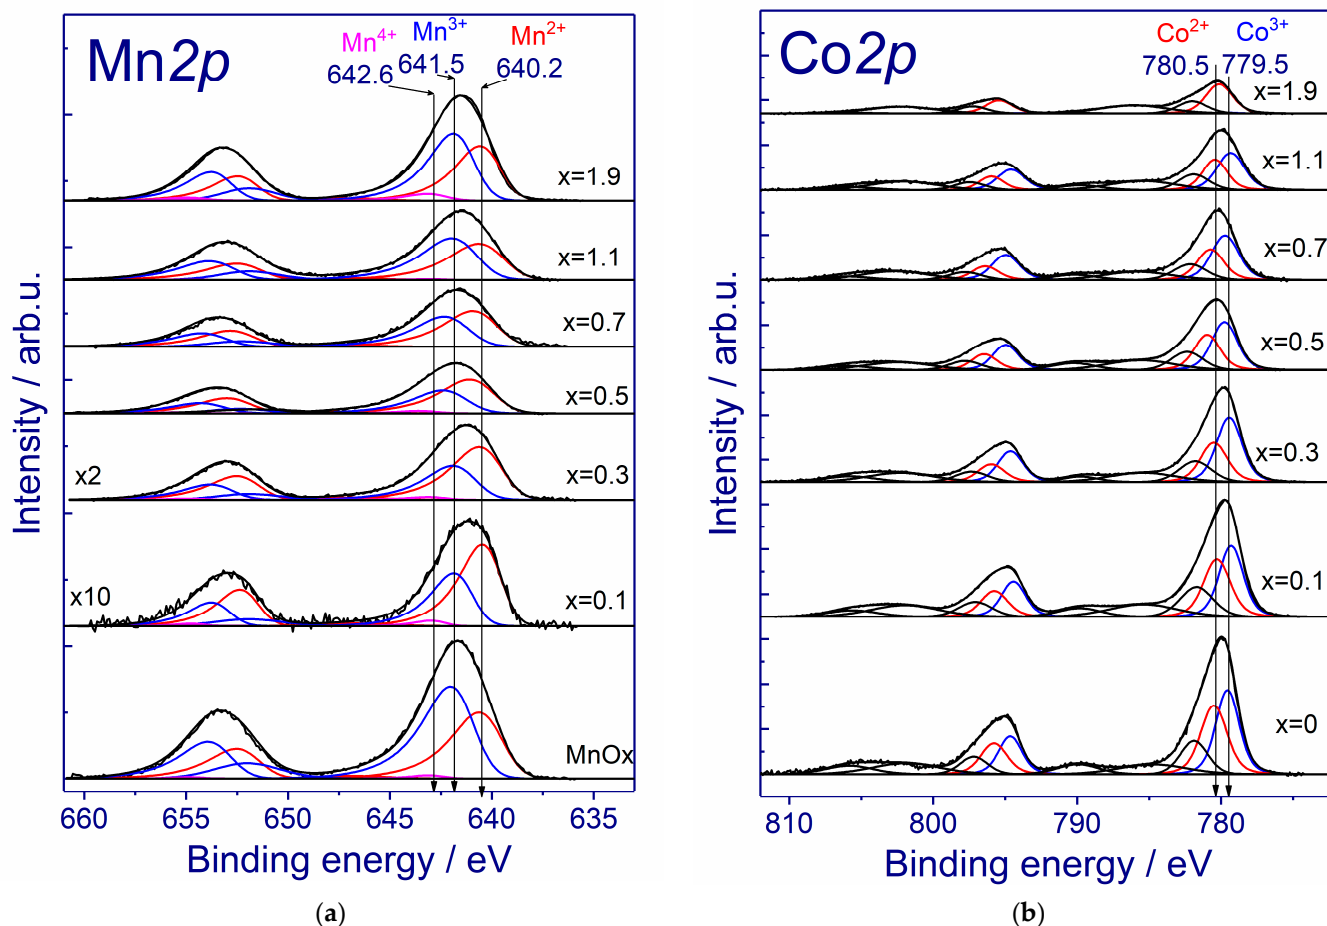 Mn2p
Mn4+ Mn3+ Mn2+
642.6 641.5 640.2
x=1.9
x=1.1
x=0.7
x=0.5
x2 x=0.3
x10 x=0.1
MnOx
Intensity / arb.u.
660 655 650 645 640 635
Binding energy / eV
(a)
Co2p
Co2+ Co3+
780.5 779.5
x=1.9
x=1.1
x=0.7
x=0.5
x=0.3
x=0.1
x=0
Intensity / arb.u.
810 800 790 780
Binding energy / eV
(b)